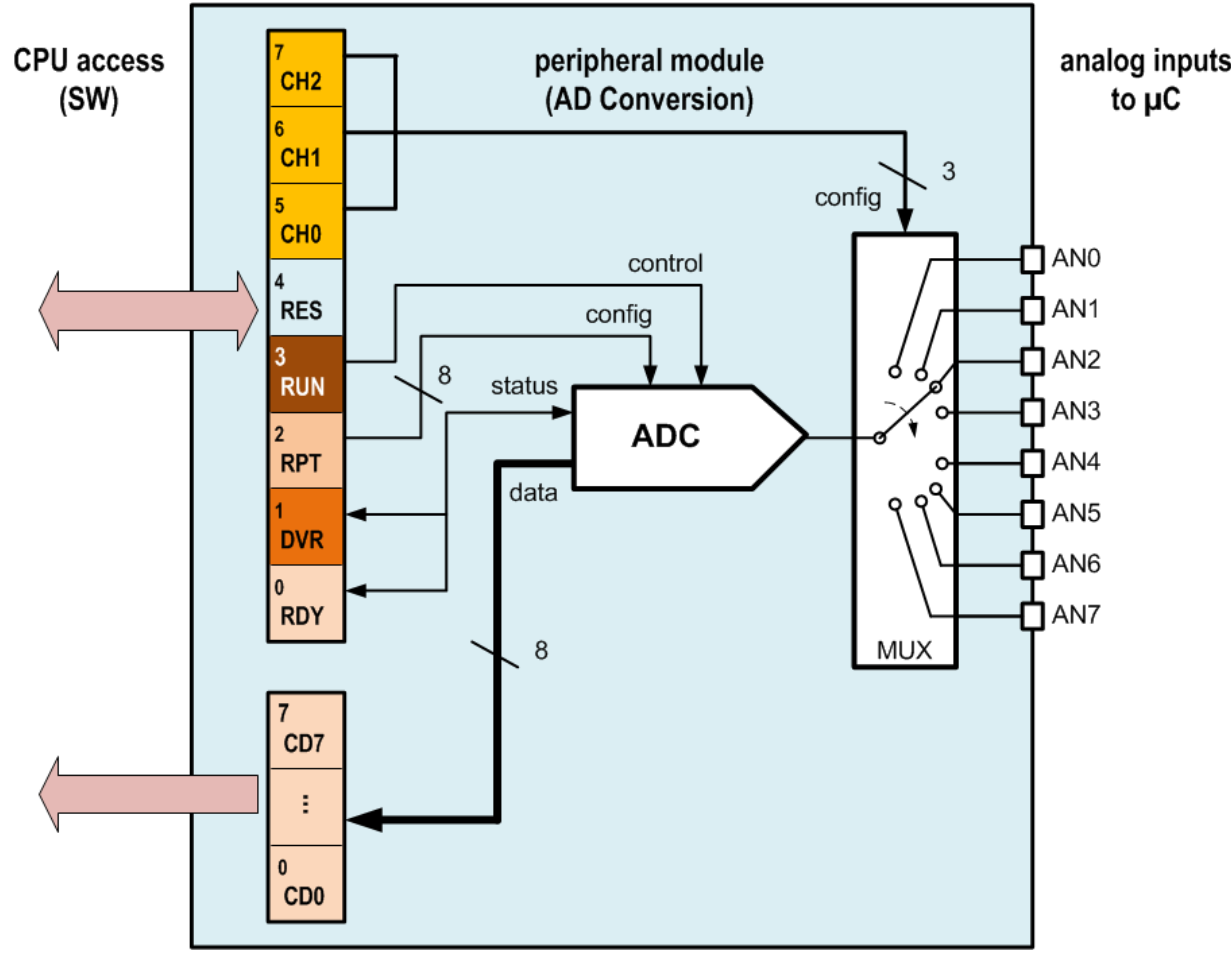 CPU access
(SW)
peripheral module
(AD Conversion)
analog inputs
to µC
7
CH2
6
CH1
5
CH0
4
RES
3
RUN
2
RPT
1
DVR
0
RDY
3
config
control
config
8
status
ADC
data
8
MUX
AN0
AN1
AN2
AN3
AN4
AN5
AN6
AN7
7
CD7
...
0
CD0